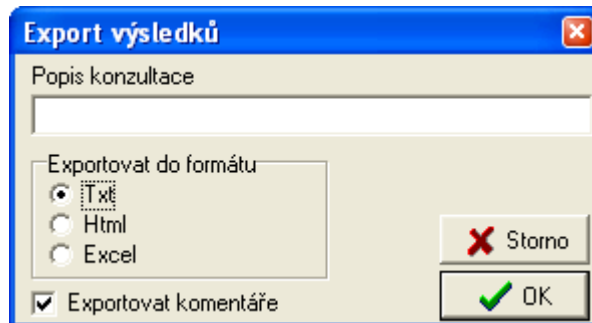 Export výsledků
Popis konzultace
Exportovat do formátu
Txt
Html
Excel
Storno
Exportovat komentáře
OK